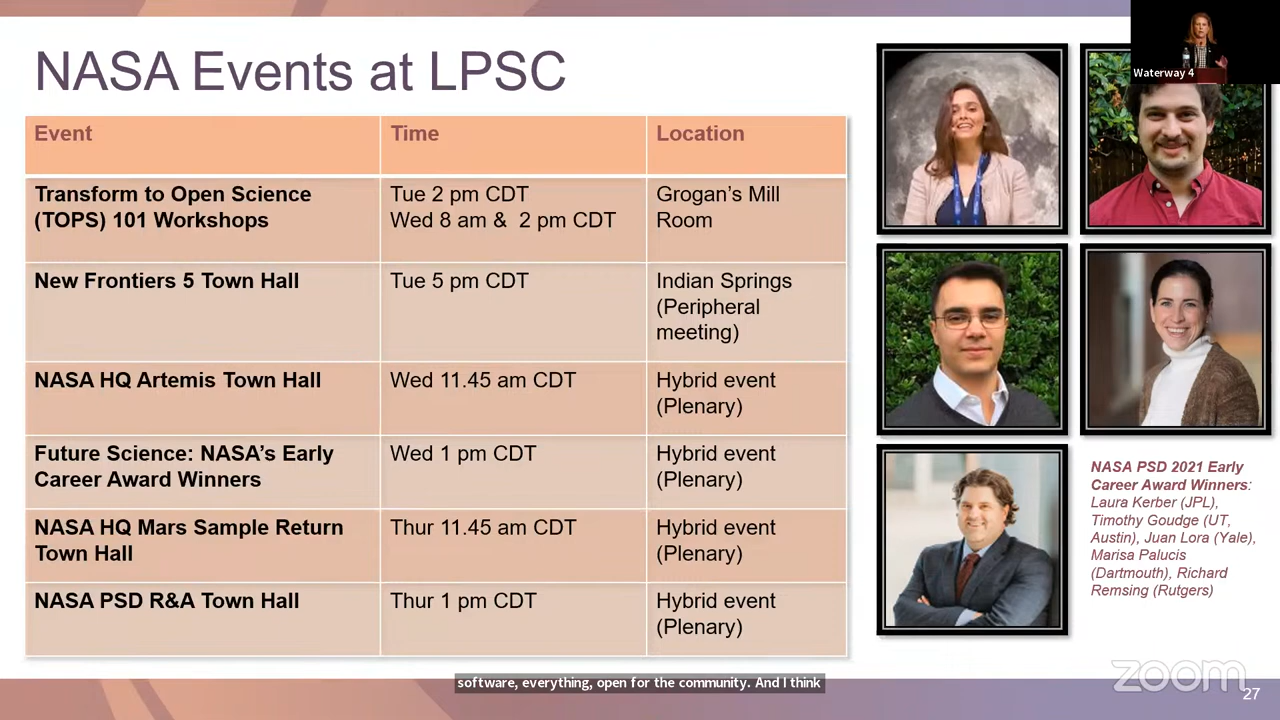 NASA Events at LPSC
Event Time Location
Transform to Open Science
(TOPS) 101 Workshops
Tue 2 pm CDT
Wed 8 am & 2 pm CDT
Grogan's Mill
Room
New Frontiers 5 Town Hall
Tue 5 pm CDT
Indian Springs
(Peripheral
meeting)
NASA HQ Artemis Town Hall
Wed 11.45 am CDT
Hybrid event
(Plenary)
Future Science: NASA's Early
Career Award Winners
Wed 1 pm CDT
Hybrid event
(Plenary)
NASA HQ Mars Sample Return
Town Hall
Thur 11.45 am CDT
Hybrid event
(Plenary)
NASA PSD R&A Town Hall
Thur 1 pm CDT
Hybrid event
(Plenary)
Waterway 4
NASA PSD 2021 Early
Career Award Winners:
Laura Kerber (JPL),
Timothy Goudge (UT,
Austin), Juan Lora (Yale),
Marisa Palucis
(Dartmouth), Richard
Remsing (Rutgers)
software, everything, open for the community. And I think
zoom
27